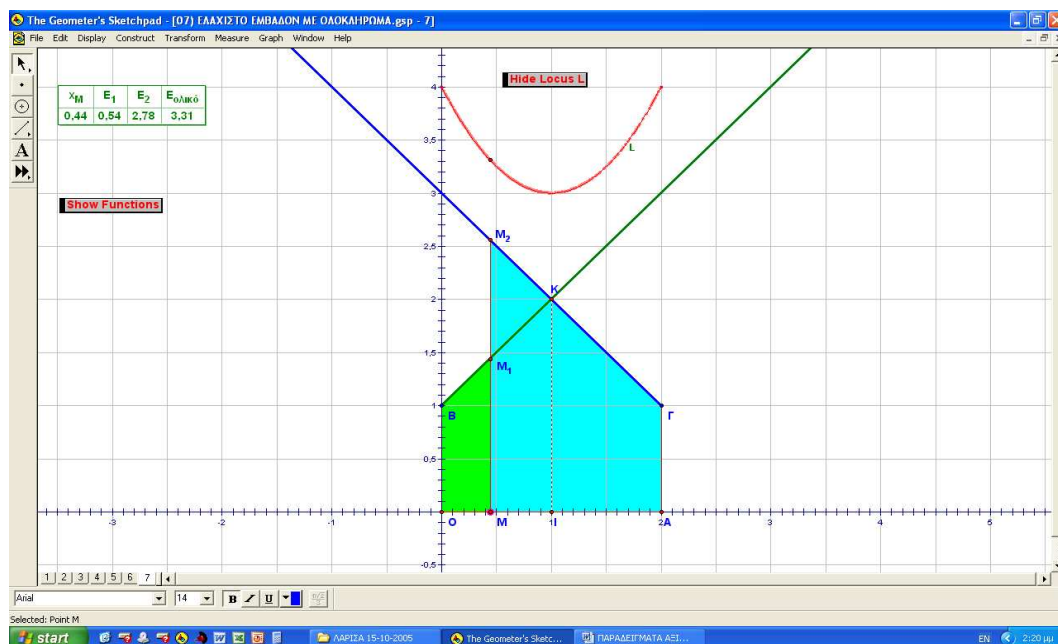 The Geometer's Sketchpad - [(07) ΕΛΑΧΙΣΤΟ ΕΜΒΑΔΟΝ ΜΕ ΟΛΟΚΛΗΡΩΜΑ.gsp - 7]
File Edit Display Construct Transform Measure Graph Window Help
Hide Locus L
x_M E_1 E_2 E_ολικό
0,44 0,54 2,78 3,31
Show Functions
4
3,5
L
3
M_2
2,5
K
2
1,5
M_1
1
B Γ
0,5
-3 -2 -1 O M 1 I 2 A 3 4 5
-0,5
1 2 3 4 5 6 7
Arial 14 B I U
Selected: Point M
start ΛΑΡΙΖΑ 15-10-2005 The Geometer's Sketc... ΠΑΡΑΔΕΙΓΜΑΤΑ ΑΞΙ... EN 2:20 μμ